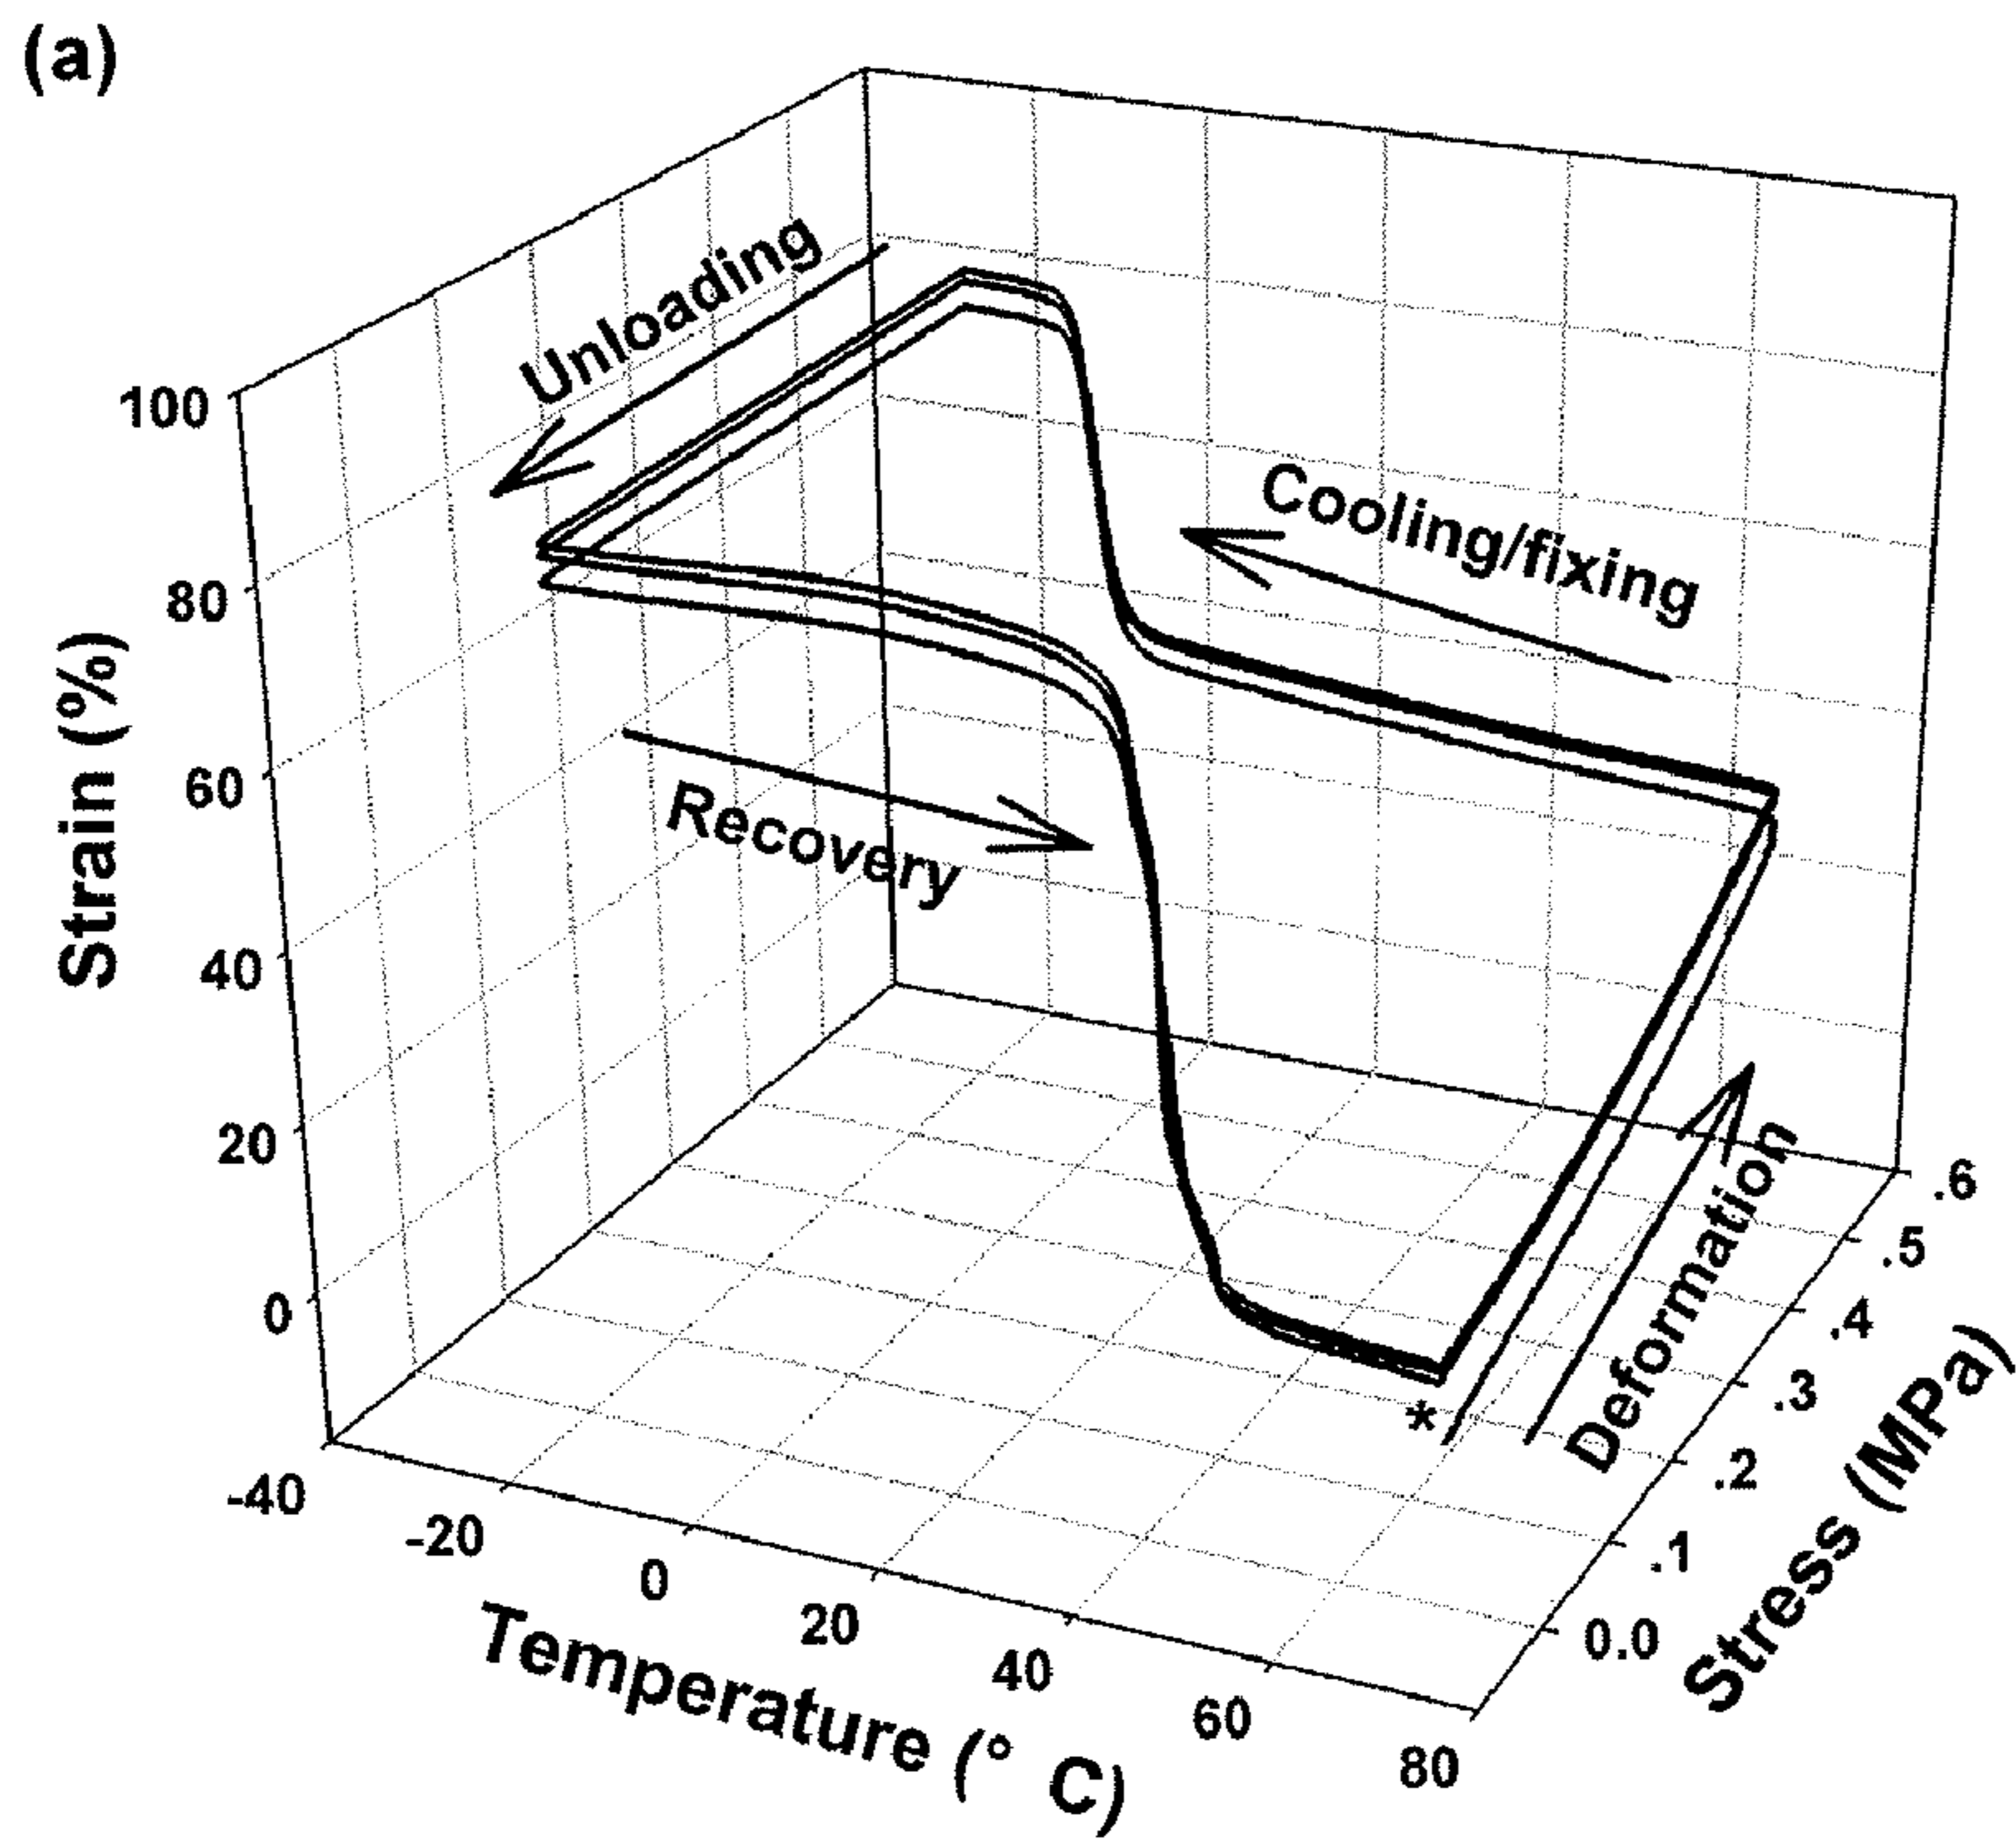 (a)
Unloading
Cooling/fixing
Recovery
Deformation
*
Strain (%)
100
80
60
40
20
0
-40
-20
0
20
40
60
80
Temperature (° C)
0.0
.1
.2
.3
.4
.5
.6
Stress (MPa)